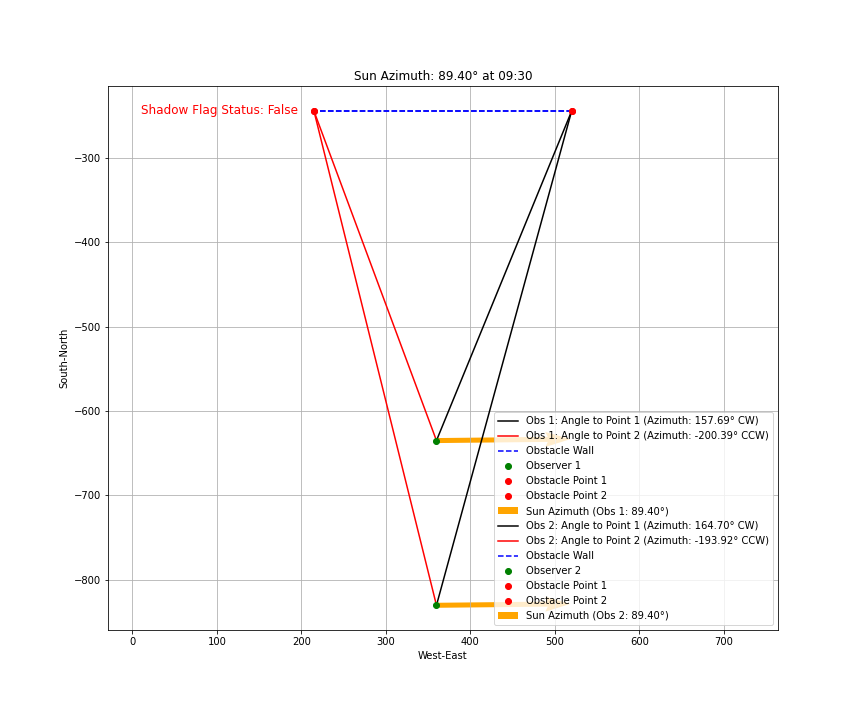 Sun Azimuth: 89.40° at 09:30
Shadow Flag Status: False
South-North
−300
−400
−500
−600
−700
−800
Obs 1: Angle to Point 1 (Azimuth: 157.69° CW)
Obs 1: Angle to Point 2 (Azimuth: -200.39° CCW)
Obstacle Wall
Observer 1
Obstacle Point 1
Obstacle Point 2
Sun Azimuth (Obs 1: 89.40°)
Obs 2: Angle to Point 1 (Azimuth: 164.70° CW)
Obs 2: Angle to Point 2 (Azimuth: -193.92° CCW)
Obstacle Wall
Observer 2
Obstacle Point 1
Obstacle Point 2
Sun Azimuth (Obs 2: 89.40°)
0 100 200 300 400 500 600 700
West-East